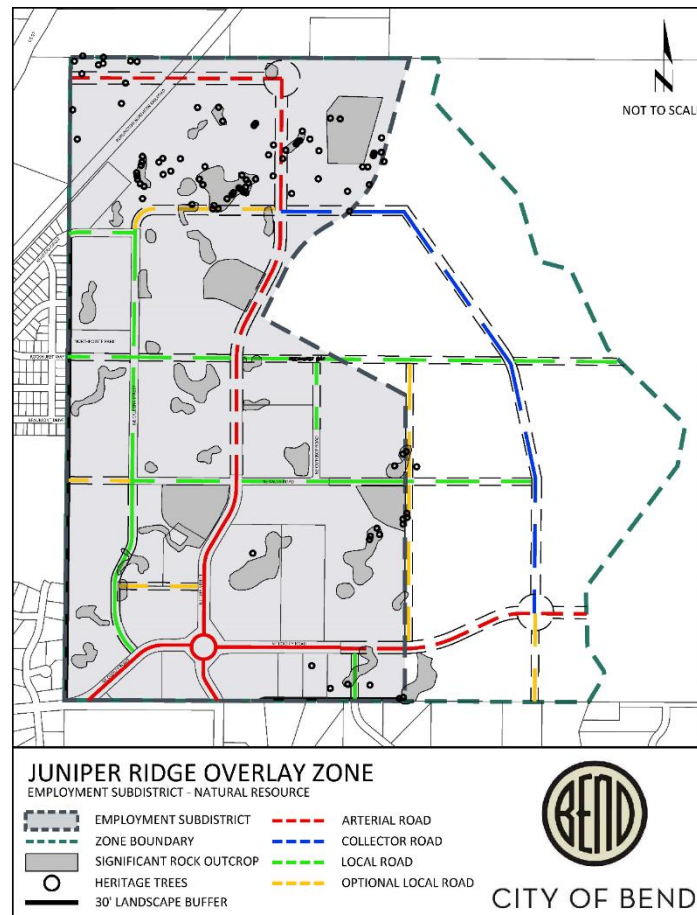 N
NOT TO SCALE
JUNIPER RIDGE OVERLAY ZONE
EMPLOYMENT SUBDISTRICT - NATURAL RESOURCE
EMPLOYMENT SUBDISTRICT
ZONE BOUNDARY
SIGNIFICANT ROCK OUTCROP
HERITAGE TREES
30' LANDSCAPE BUFFER
ARTERIAL ROAD
COLLECTOR ROAD
LOCAL ROAD
OPTIONAL LOCAL ROAD
BEND
CITY OF BEND